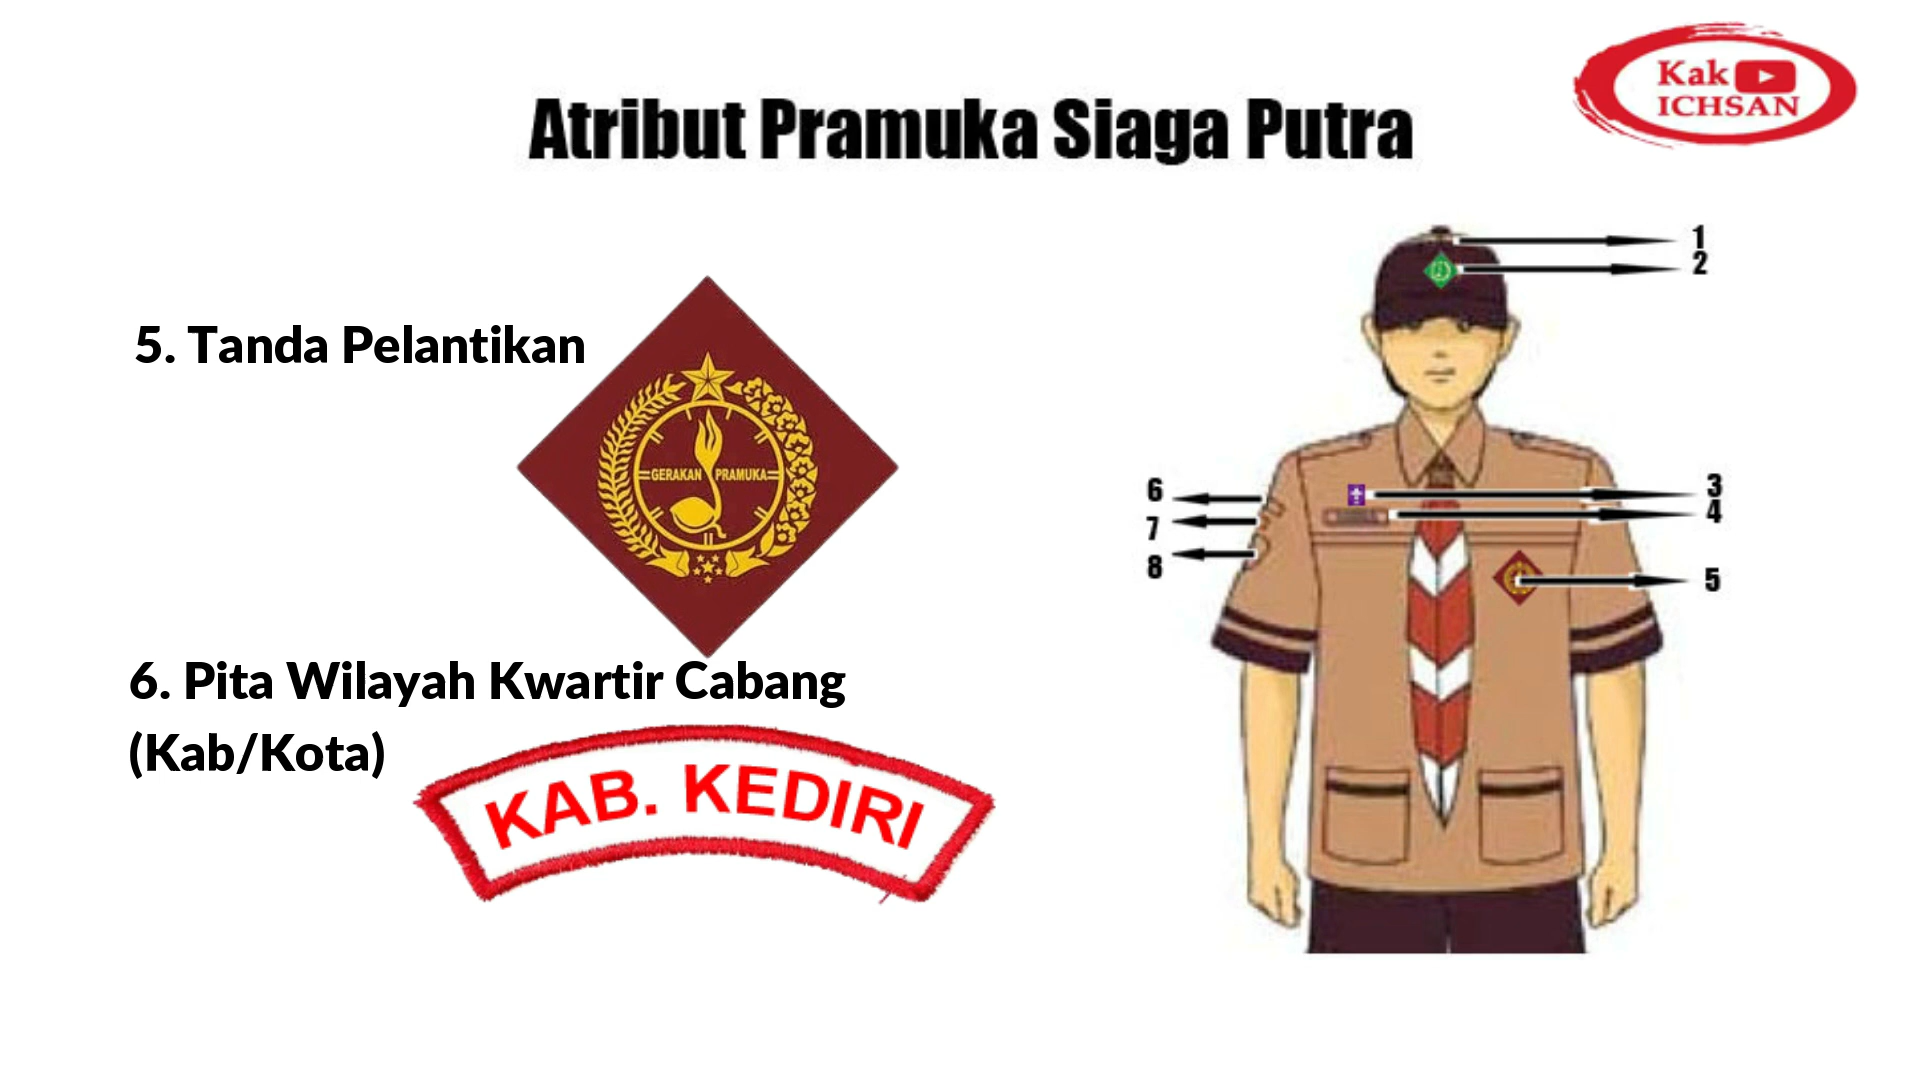 Kak
ICHSAN
Atribut Pramuka Siaga Putra
5. Tanda Pelantikan
GERAKAN PRAMUKA
6. Pita Wilayah Kwartir Cabang
(Kab/Kota)
KAB. KEDIRI
1
2
3
4
5
6
7
8